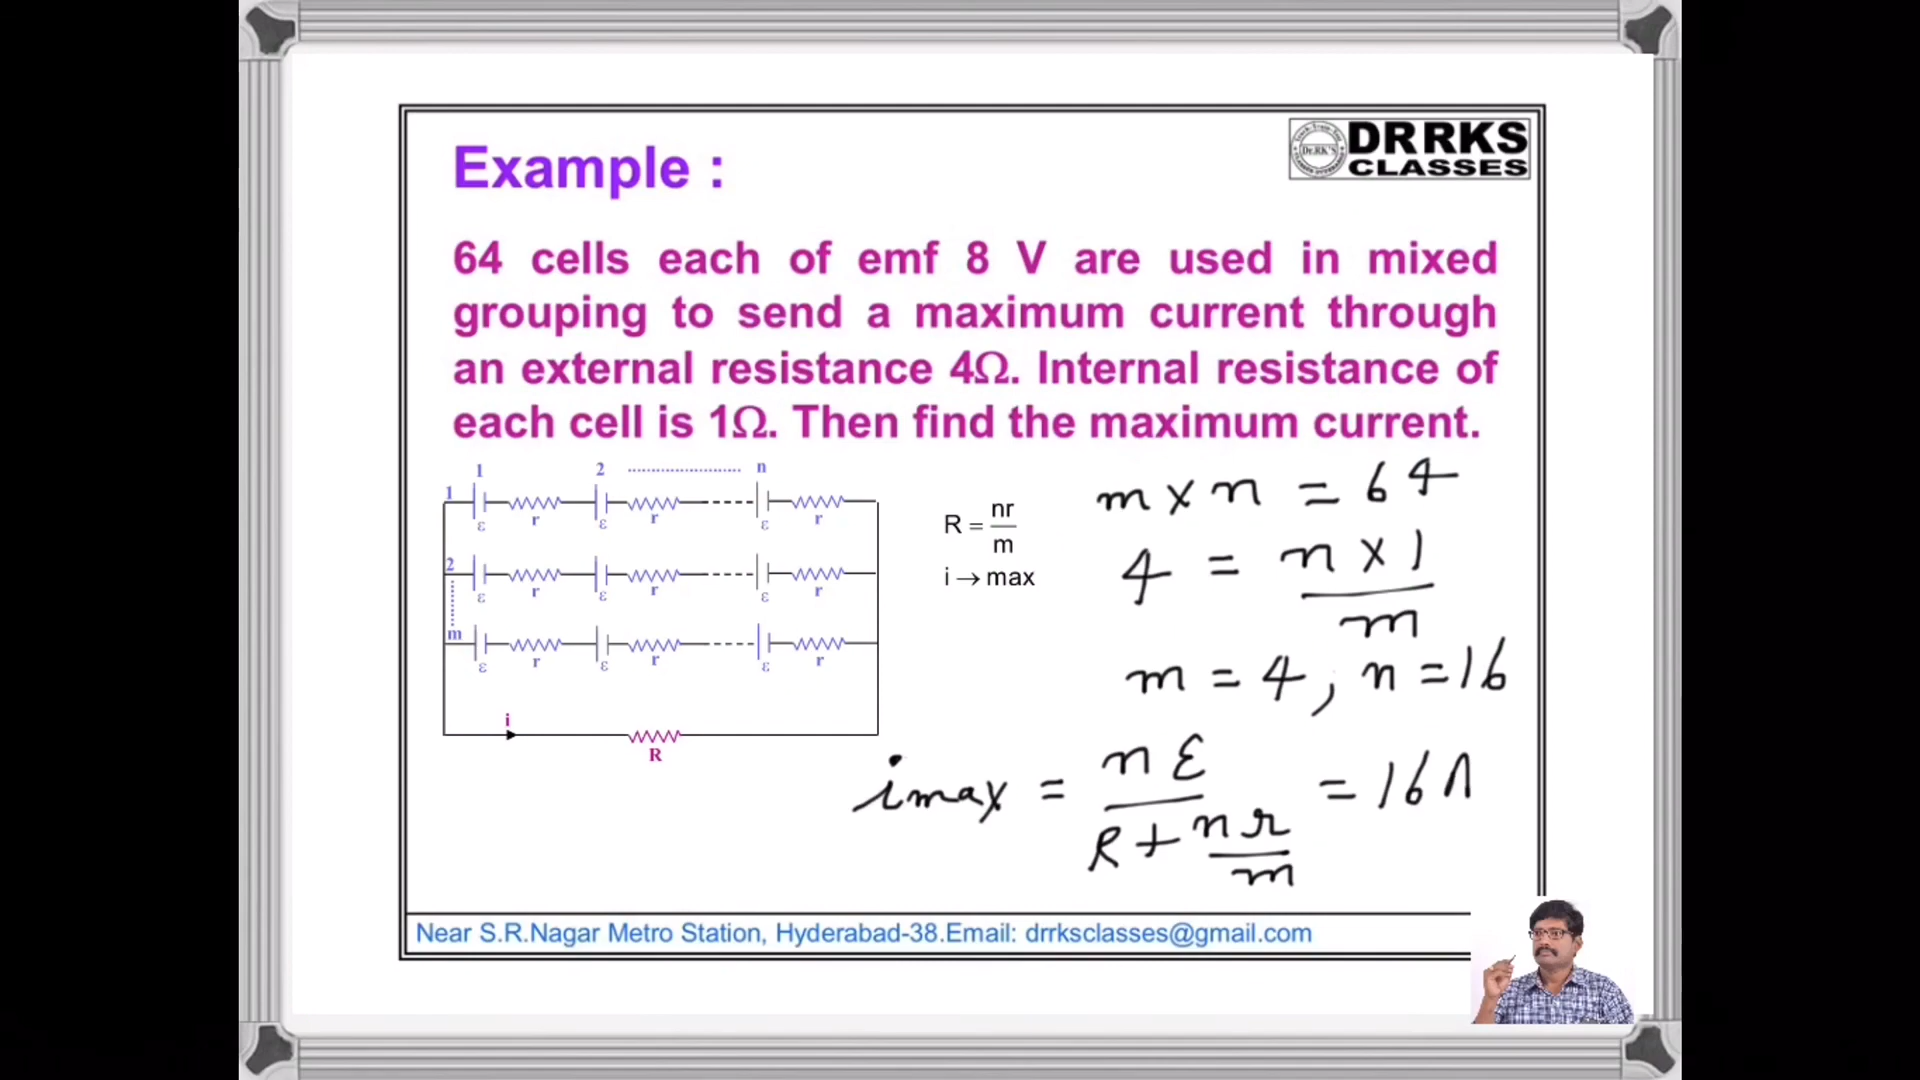 Example :
DRRKS
CLASSES
Dr.RK'S
64 cells each of emf 8 V are used in mixed
grouping to send a maximum current through
an external resistance 4Ω. Internal resistance of
each cell is 1Ω. Then find the maximum current.
1 2 ........................ n
1
ε r ε r ε r
2
ε r ε r ε r
m
ε r ε r ε r
i
R
R = nr/m
i → max
m × n = 64
4 = n × 1 / m
m = 4 , n = 16
i max = n ε / R + n r / m = 16 A
Near S.R.Nagar Metro Station, Hyderabad-38.Email: drrksclasses@gmail.com